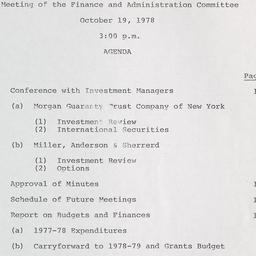 Meeting of the Finance and Administration Committee
October 19, 1978
3:00 p.m.
AGENDA
Conference with Investment Managers
(a) Morgan Guaranty Trust Company of New York
(1) Investment Review
(2) International Securities
(b) Miller, Anderson & Sherrerd
(1) Investment Review
(2) Options
Approval of Minutes
Schedule of Future Meetings
Report on Budgets and Finances
(a) 1977-78 Expenditures
(b) Carryforward to 1978-79 and Grants Budget